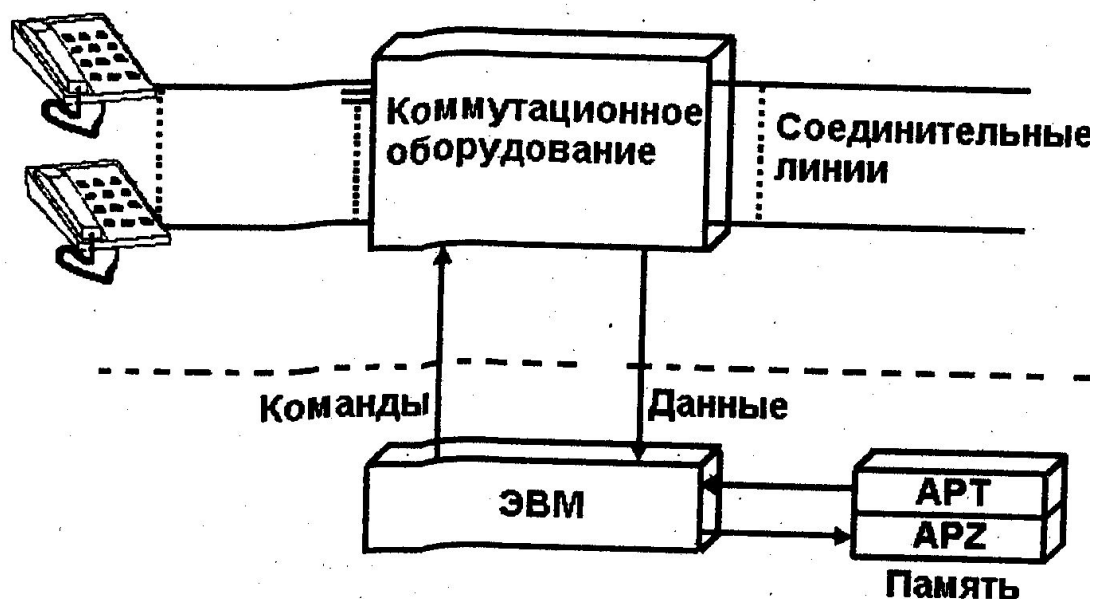 Коммутационное
оборудование
Соединительные
линии
Команды
Данные
ЭВМ
APT
APZ
Память